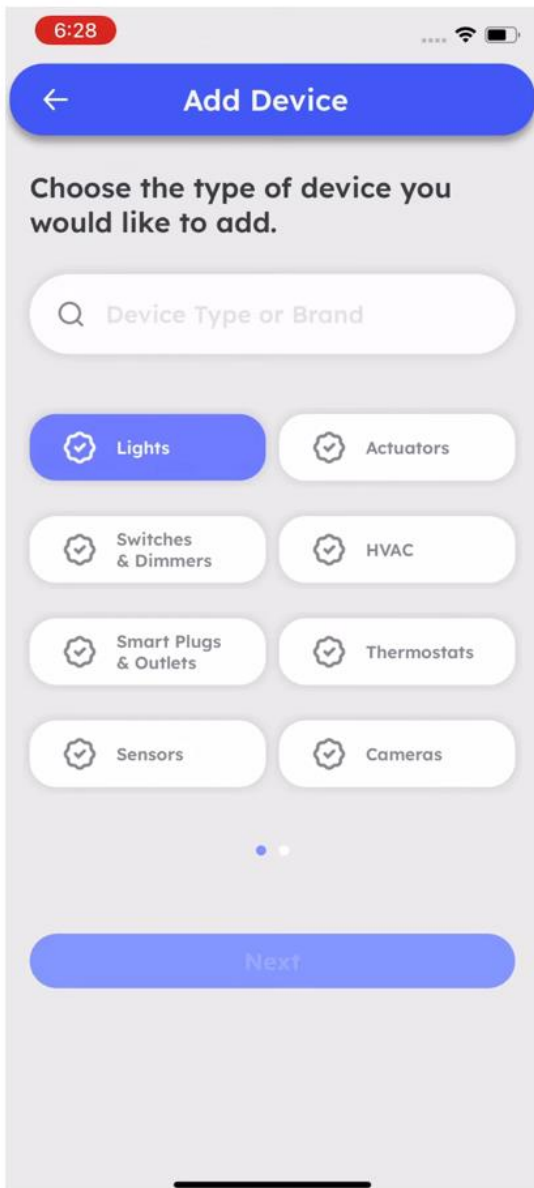 6:28
Add Device
Choose the type of device you
would like to add.
Device Type or Brand
Lights
Actuators
Switches
& Dimmers
HVAC
Smart Plugs
& Outlets
Thermostats
Sensors
Cameras
Next